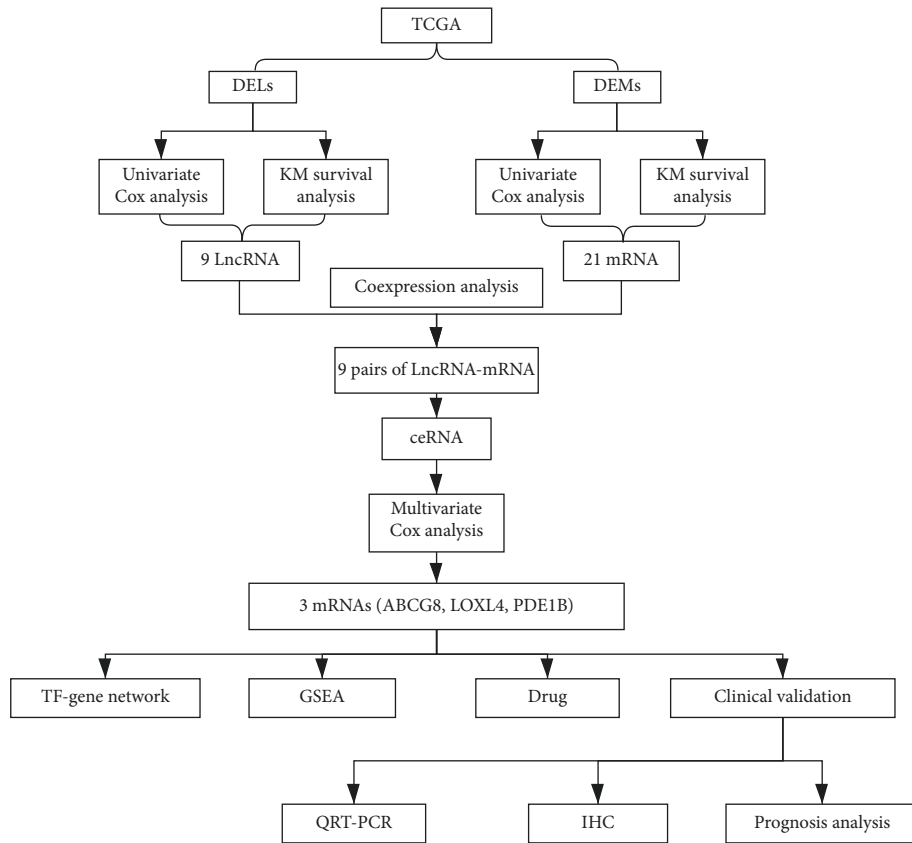 TCGA
DELs
DEMs
Univariate
Cox analysis
KM survival
analysis
Univariate
Cox analysis
KM survival
analysis
9 LncRNA
21 mRNA
Coexpression analysis
9 pairs of LncRNA-mRNA
ceRNA
Multivariate
Cox analysis
3 mRNAs (ABCG8, LOXL4, PDE1B)
TF-gene network
GSEA
Drug
Clinical validation
QRT-PCR
IHC
Prognosis analysis